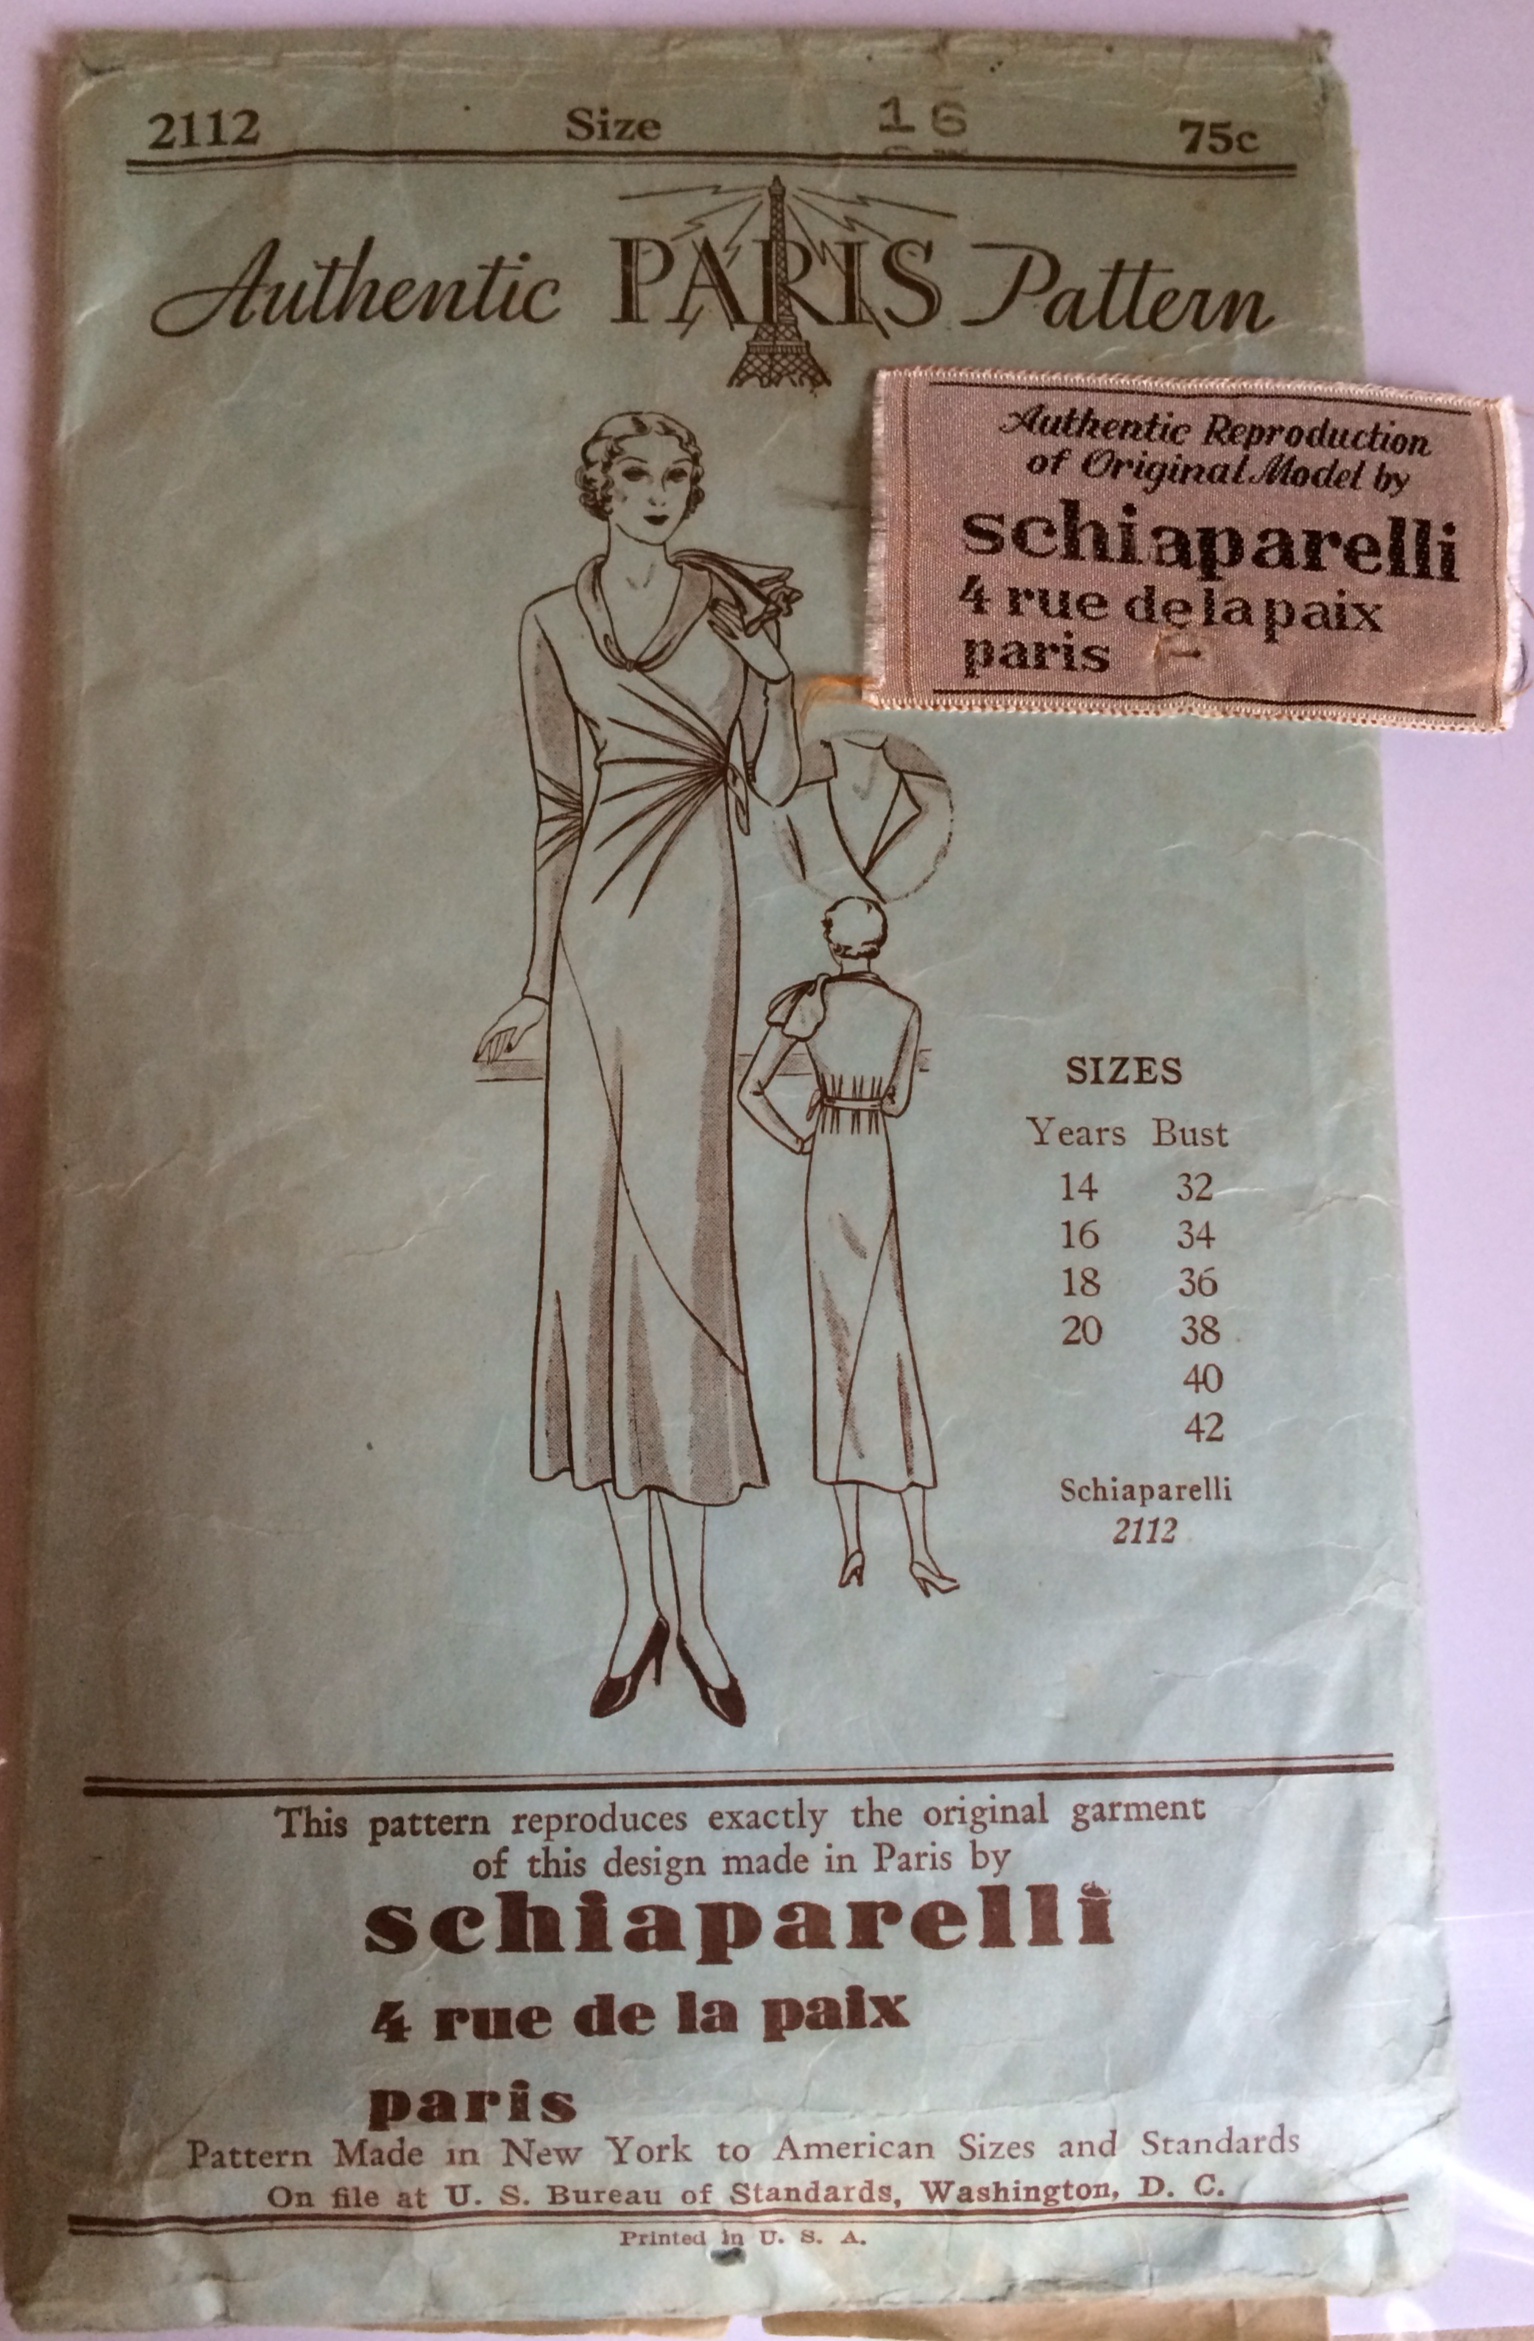 2112 Size 16 75c
Authentic PARIS Pattern
Authentic Reproduction
of Original Model by
schiaparelli
4 rue de la paix
paris
SIZES
Years Bust
14 32
16 34
18 36
20 38
40
42
Schiaparelli
2112
This pattern reproduces exactly the original garment
of this design made in Paris by
schiaparelli
4 rue de la paix
paris
Pattern Made in New York to American Sizes and Standards
On file at U. S. Bureau of Standards, Washington, D. C.
Printed in U. S. A.